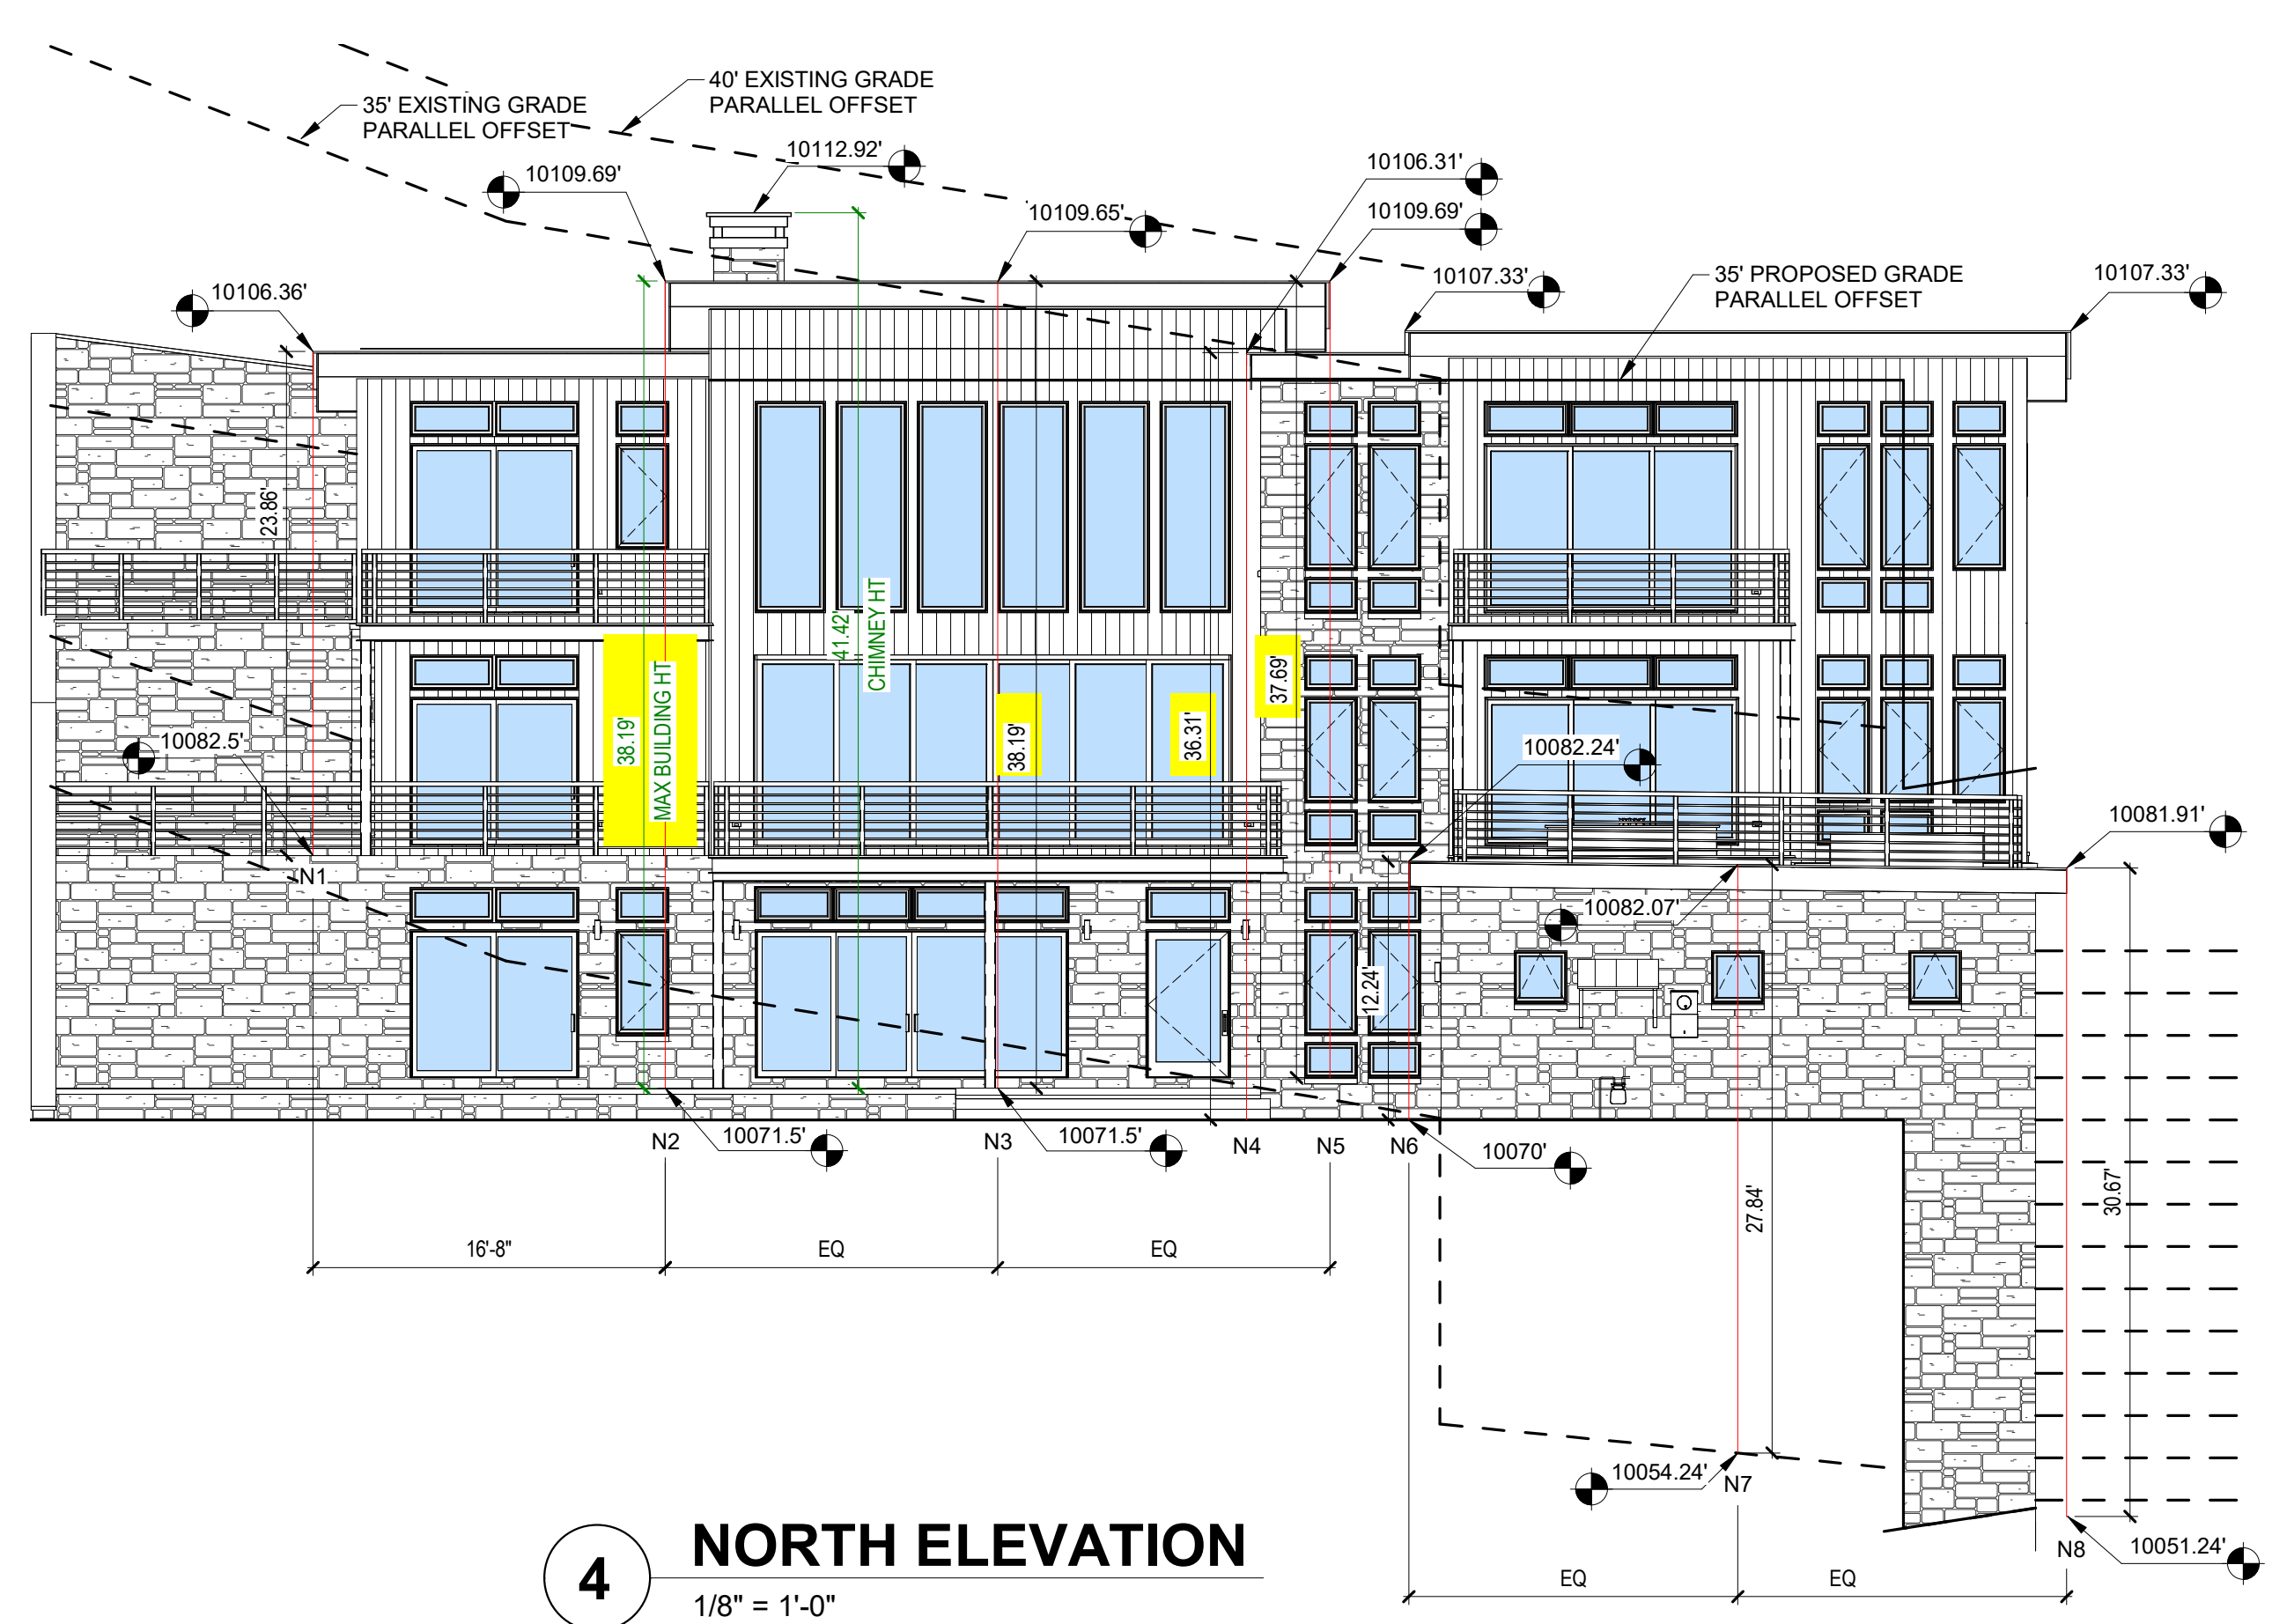 40' EXISTING GRADE
PARALLEL OFFSET
35' EXISTING GRADE
PARALLEL OFFSET
10112.92'
10109.69'
10106.31'
10109.65'
10109.69'
10107.33'
35' PROPOSED GRADE
PARALLEL OFFSET
10107.33'
10106.36'
23.86'
41.42'
CHIMNEY HT
38.19'
MAX BUILDING HT
38.19'
36.31'
37.69'
10082.5'
10082.24'
10081.91'
N1
10082.07'
12.24'
N2
10071.5'
N3
10071.5'
N4
N5
N6
10070'
27.84'
30.67'
16'-8"
EQ
EQ
10054.24'
N7
N8
10051.24'
4
NORTH ELEVATION
1/8" = 1'-0"
EQ
EQ